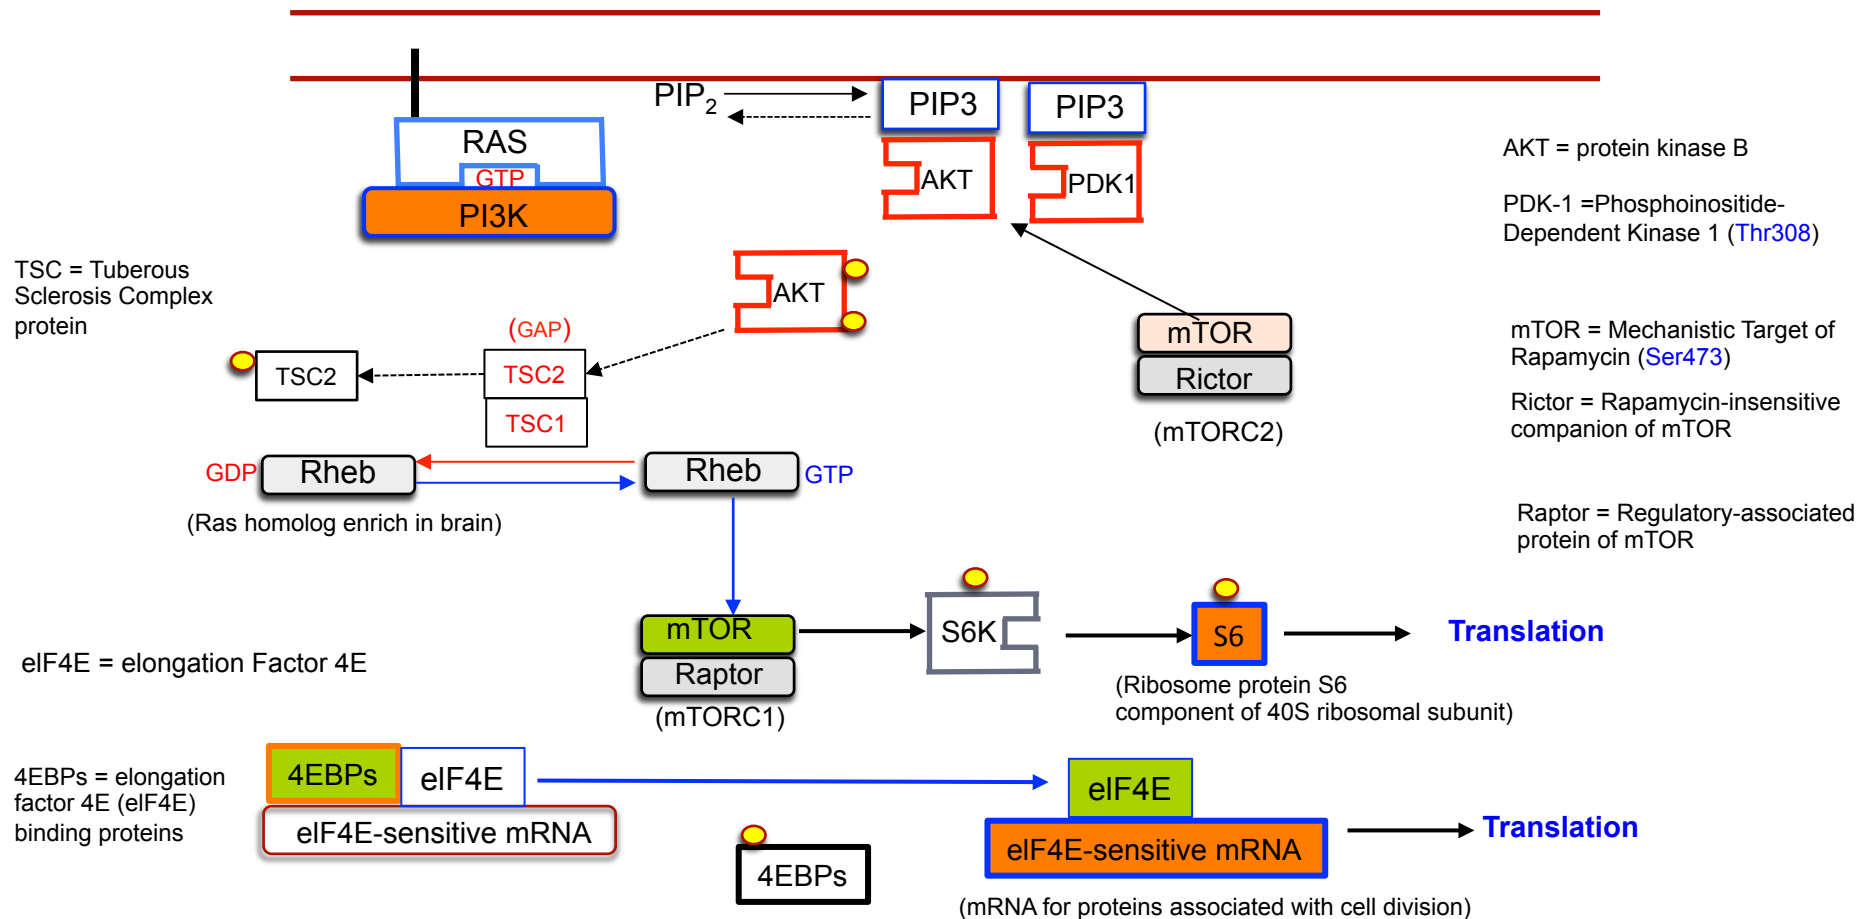 PIP2
PIP3
PIP3
RAS
GTP
PI3K
AKT
PDK1
AKT = protein kinase B
PDK-1 =Phosphoinositide-
Dependent Kinase 1 (Thr308)
TSC = Tuberous
Sclerosis Complex
protein
AKT
(GAP)
TSC2
TSC2
TSC1
mTOR
Rictor
(mTORC2)
mTOR = Mechanistic Target of
Rapamycin (Ser473)
Rictor = Rapamycin-insensitive
companion of mTOR
GDP
Rheb
Rheb
GTP
(Ras homolog enrich in brain)
Raptor = Regulatory-associated
protein of mTOR
mTOR
Raptor
(mTORC1)
S6K
S6
Translation
(Ribosome protein S6
component of 40S ribosomal subunit)
eIF4E = elongation Factor 4E
4EBPs = elongation
factor 4E (eIF4E)
binding proteins
4EBPs
eIF4E
eIF4E-sensitive mRNA
4EBPs
eIF4E
eIF4E-sensitive mRNA
Translation
(mRNA for proteins associated with cell division)